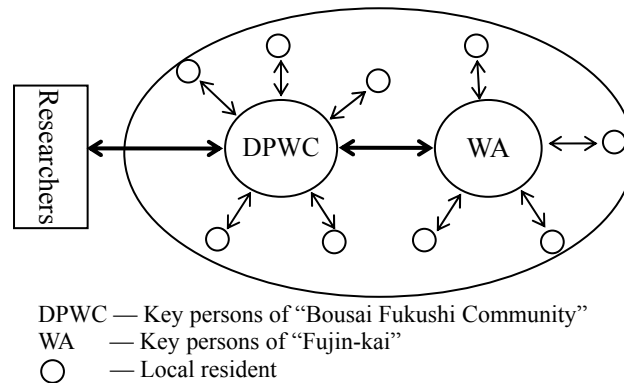 Researchers
DPWC
WA
DPWC — Key persons of “Bousai Fukushi Community”
WA — Key persons of “Fujin-kai”
— Local resident